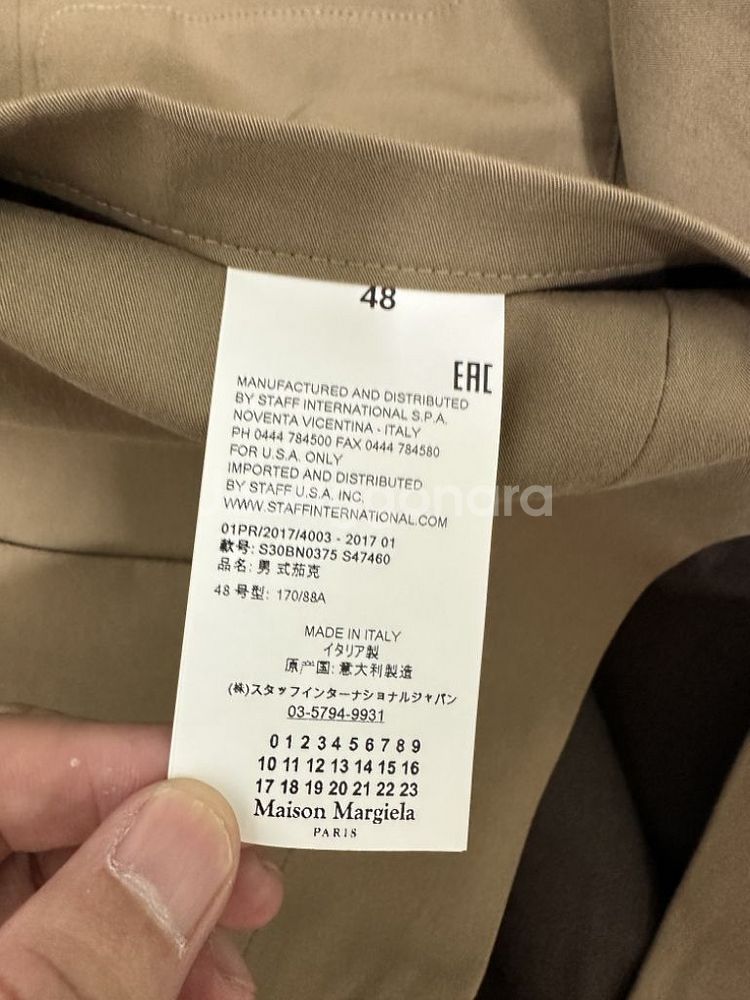 48
EAC
MANUFACTURED AND DISTRIBUTED
BY STAFF INTERNATIONAL S.P.A.
NOVENTA VICENTINA - ITALY
PH 0444 784500 FAX 0444 784580
FOR U.S.A. ONLY
IMPORTED AND DISTRIBUTED
BY STAFF U.S.A. INC.
WWW.STAFFINTERNATIONAL.COM
01PR/2017/4003 - 2017 01
款号: S30BN0375 S47460
品名: 男 式茄克
48 号型: 170/88A
MADE IN ITALY
イタリア製
原产国: 意大利製造
(株)スタッフインターナショナルジャパン
03-5794-9931
0 1 2 3 4 5 6 7 8 9
10 11 12 13 14 15 16
17 18 19 20 21 22 23
Maison Margiela
PARIS